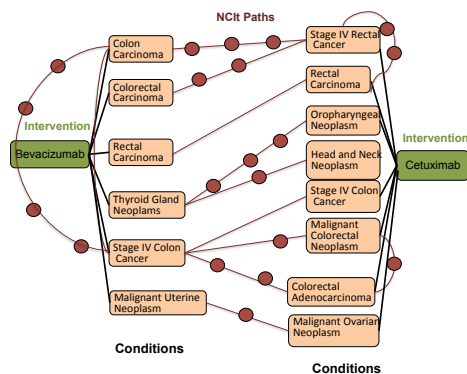 NCIt Paths
Colon
Carcinoma
Colorectal
Carcinoma
Intervention
Bevacizumab
Rectal
Carcinoma
Thyroid Gland
Neoplams
Stage IV Colon
Cancer
Malignant Uterine
Neoplasm
Conditions
Stage IV Rectal
Cancer
Rectal
Carcinoma
Oropharyngeal
Neoplasm
Head and Neck
Neoplasm
Intervention
Cetuximab
Stage IV Colon
Cancer
Malignant
Colorectal
Neoplasm
Colorectal
Adenocarcinoma
Malignant Ovarian
Neoplasm
Conditions